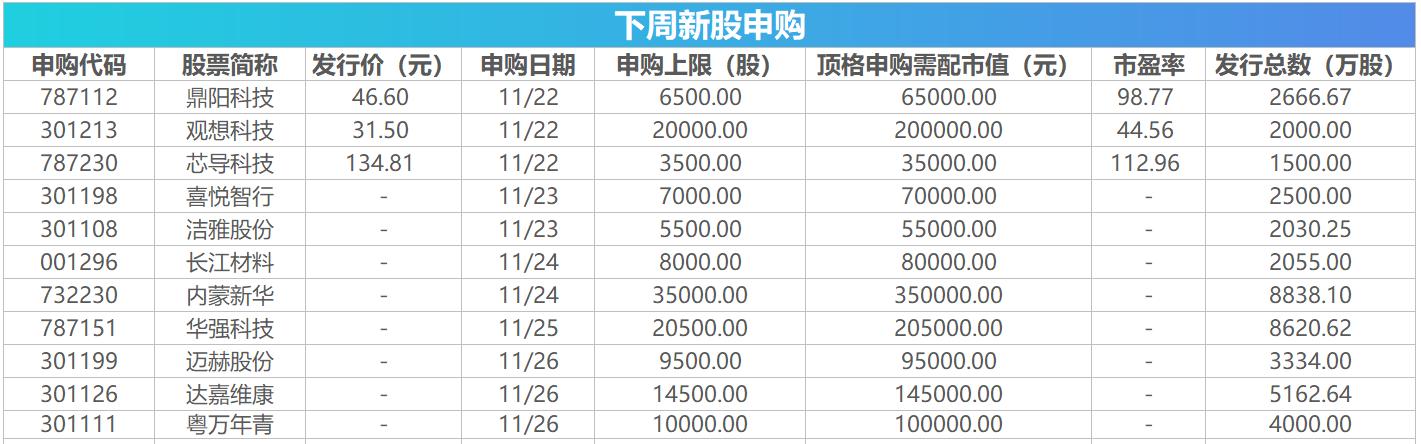 下周新股申购
申购代码 股票简称 发行价（元） 申购日期 申购上限（股） 顶格申购需配市值（元） 市盈率 发行总数（万股）
787112 鼎阳科技 46.60 11/22 6500.00 65000.00 98.77 2666.67
301213 观想科技 31.50 11/22 20000.00 200000.00 44.56 2000.00
787230 芯导科技 134.81 11/22 3500.00 35000.00 112.96 1500.00
301198 喜悦智行 - 11/23 7000.00 70000.00 - 2500.00
301108 洁雅股份 - 11/23 5500.00 55000.00 - 2030.25
001296 长江材料 - 11/24 8000.00 80000.00 - 2055.00
732230 内蒙新华 - 11/24 35000.00 350000.00 - 8838.10
787151 华强科技 - 11/25 20500.00 205000.00 - 8620.62
301199 迈赫股份 - 11/26 9500.00 95000.00 - 3334.00
301126 达嘉维康 - 11/26 14500.00 145000.00 - 5162.64
301111 粤万年青 - 11/26 10000.00 100000.00 - 4000.00